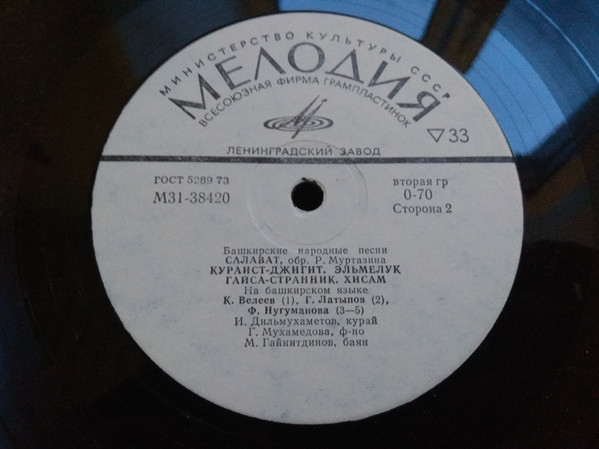 МИНИСТЕРСТВО КУЛЬТУРЫ СССР
МЕЛОДИЯ
ВСЕСОЮЗНАЯ ФИРМА ГРАМПЛАСТИНОК
ЛЕНИНГРАДСКИЙ ЗАВОД
▽33
ГОСТ 5289 73
М31-38420
вторая гр
0-70
Сторона 2
Башкирские народные песни
САЛАВАТ, обр. Р. Муртазина
КУРАИСТ-ДЖИГИТ. ЭЛЬМЕЛУК
ГАЙСА-СТРАННИК, ХИСАМ
На башкирском языке
К. Велеев (1), Г. Латыпов (2),
Ф. Нугуманова (3—5)
И. Дильмухаметов, курай
Г. Мухамедова, ф-но
М. Гайнитдинов, баян